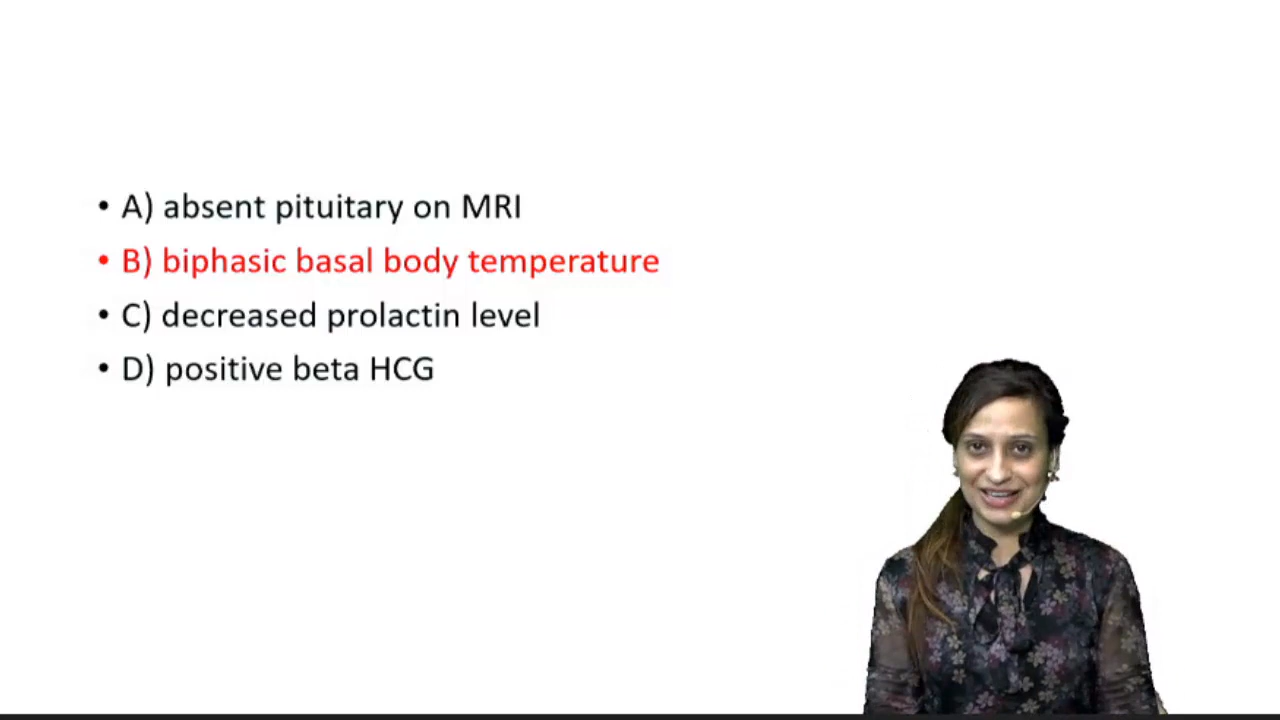 • A) absent pituitary on MRI
• B) biphasic basal body temperature
• C) decreased prolactin level
• D) positive beta HCG